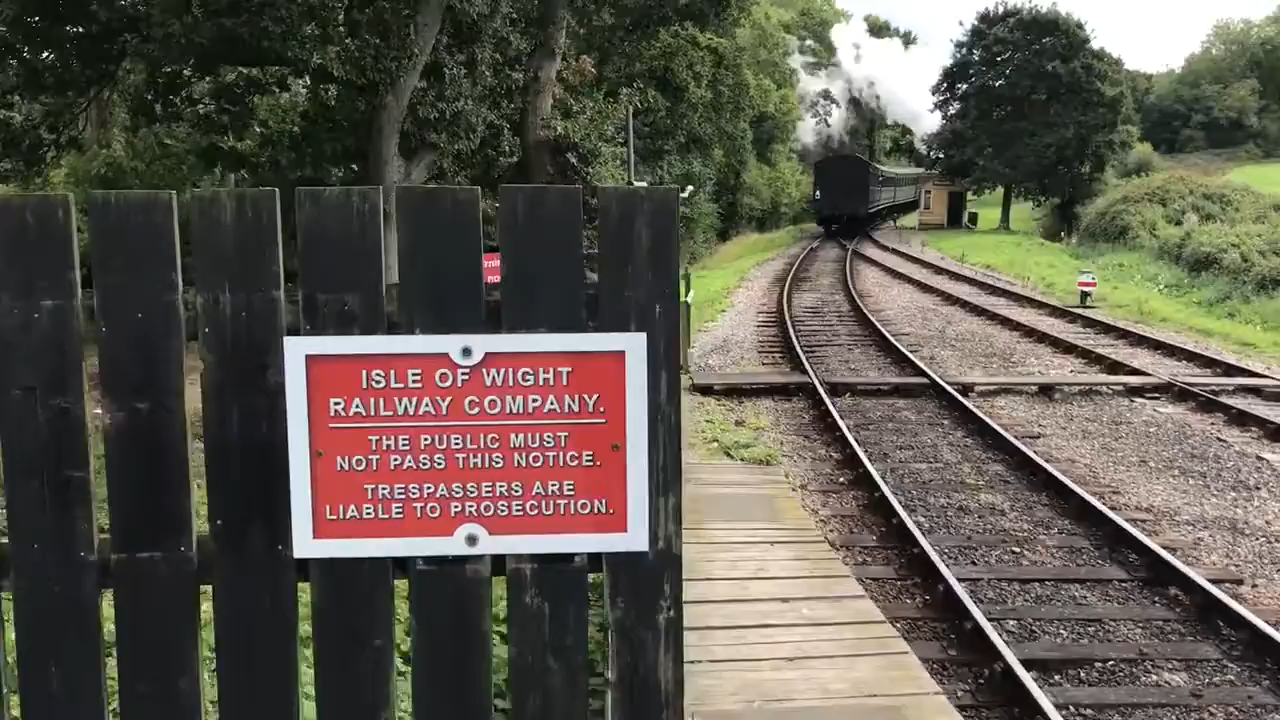 ISLE OF WIGHT
RAILWAY COMPANY.
THE PUBLIC MUST
NOT PASS THIS NOTICE.
TRESPASSERS ARE
LIABLE TO PROSECUTION.